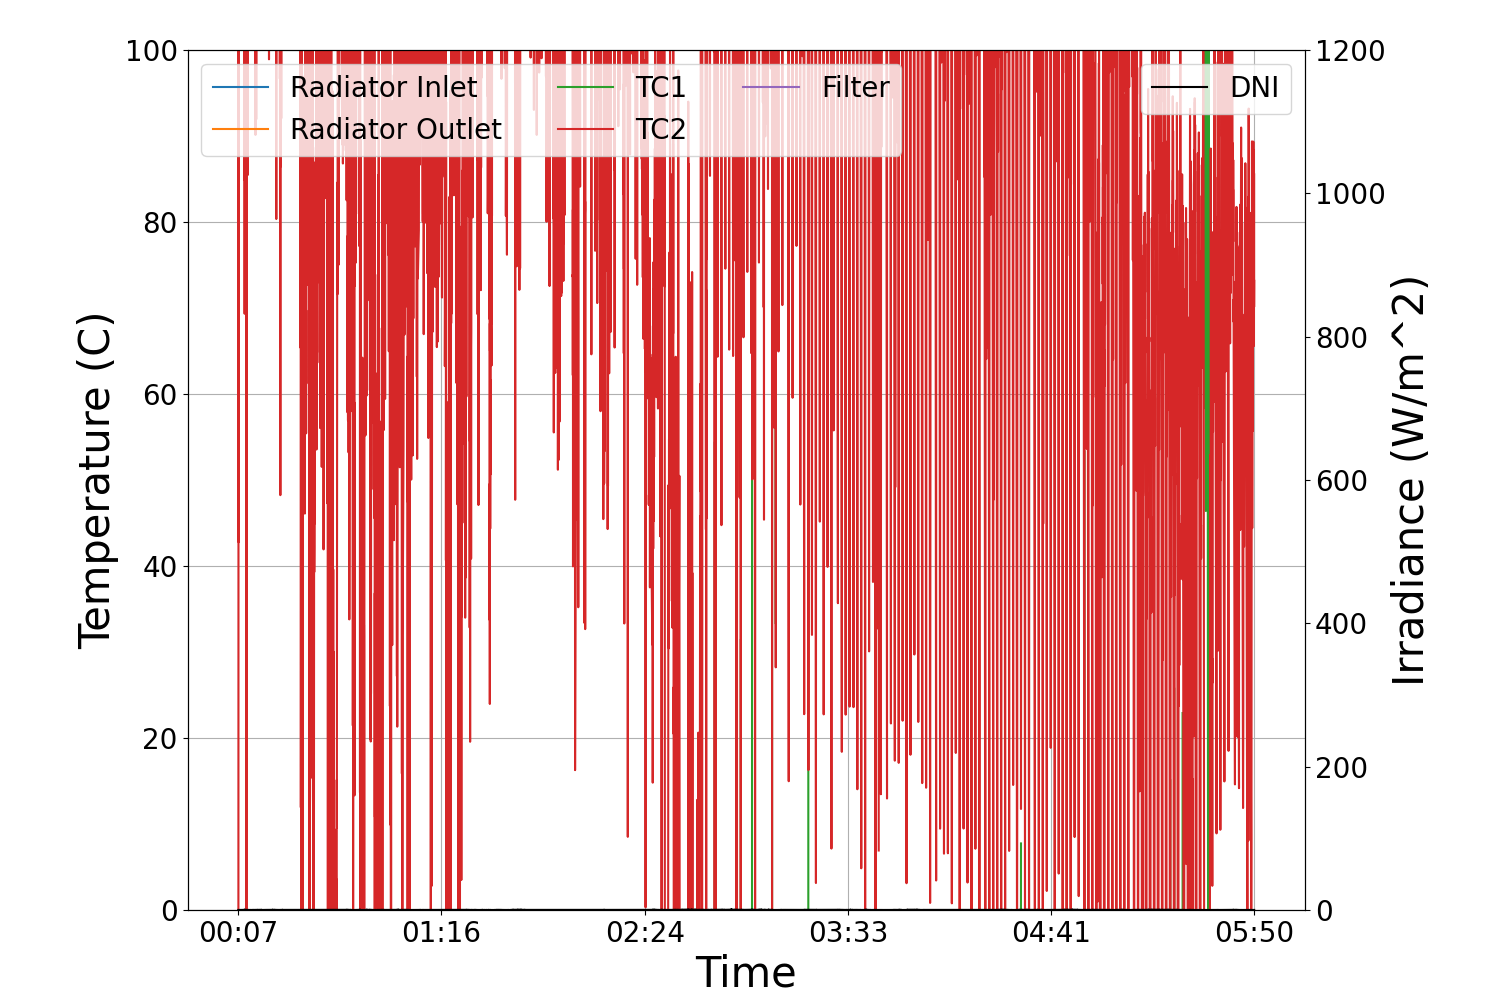 100
80
60
40
20
0
Temperature (C)
Radiator Inlet
Radiator Outlet
TC1
TC2
Filter
DNI
1200
1000
800
600
400
200
0
Irradiance (W/m^2)
00:07 01:16 02:24 03:33 04:41 05:50
Time